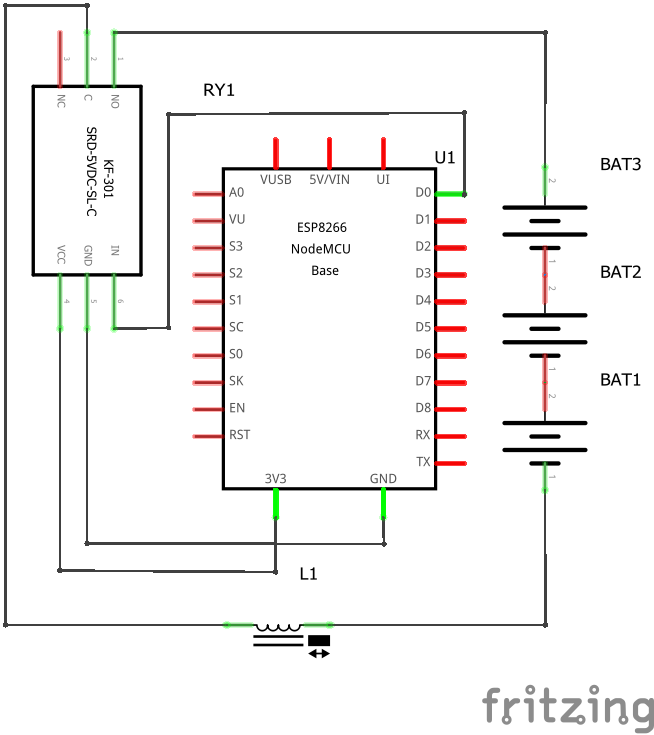 3
2
1
NC
C
NO
KF-301
SRD-5VDC-SL-C
VCC
GND
IN
4
5
6
RY1
U1
VUSB
5V/VIN
UI
ESP8266
NodeMCU
Base
A0
VU
S3
S2
S1
SC
S0
SK
EN
RST
D0
D1
D2
D3
D4
D5
D6
D7
D8
RX
TX
3V3
GND
BAT3
2
1
BAT2
2
1
BAT1
2
1
L1
fritzing